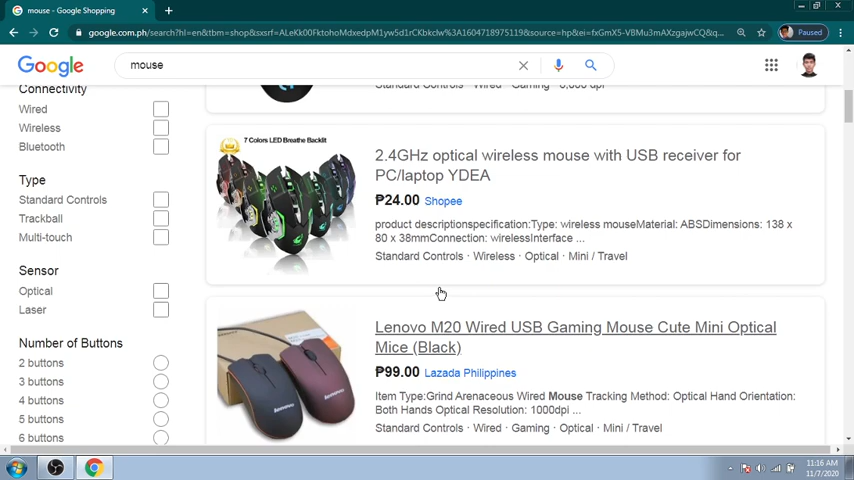 mouse - Google Shopping
google.com.ph/search?hl=en&tbm=shop&sxsrf=ALeKk00FktohoMdxedpM1yw5d1rCKbkclw%3A1604718975119&source=hp&ei=fxGmX5-VBMu3mAXzgajwCQ&q...
Paused
Google
mouse
Standard Controls · Wired · Gaming · 6,000 dpi
Connectivity
Wired
Wireless
Bluetooth
Type
Standard Controls
Trackball
Multi-touch
Sensor
Optical
Laser
Number of Buttons
2 buttons
3 buttons
4 buttons
5 buttons
6 buttons
7 Colors LED Breathe Backlit
2.4GHz optical wireless mouse with USB receiver for
PC/laptop YDEA
₱24.00 Shopee
product descriptionspecification:Type: wireless mouseMaterial: ABSDimensions: 138 x
80 x 38mmConnection: wirelessInterface ...
Standard Controls · Wireless · Optical · Mini / Travel
Lenovo M20 Wired USB Gaming Mouse Cute Mini Optical
Mice (Black)
₱99.00 Lazada Philippines
Item Type:Grind Arenaceous Wired Mouse Tracking Method: Optical Hand Orientation:
Both Hands Optical Resolution: 1000dpi ...
Standard Controls · Wired · Gaming · Optical · Mini / Travel
lenovo
lenovo
11:16 AM
11/7/2020